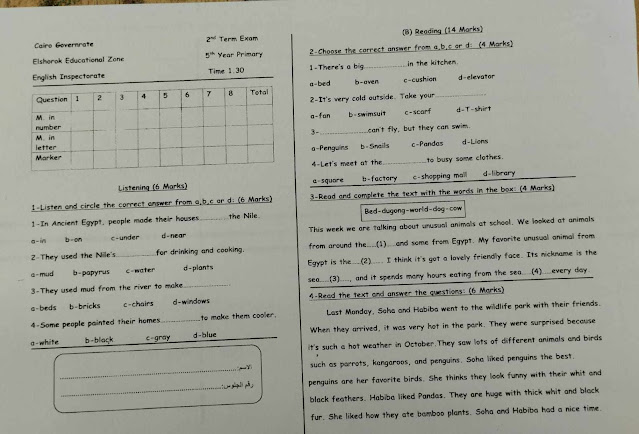 Cairo Governrate
Elshorok Educational Zone
English Inspectorate
2nd Term Exam
5th Year Primary
Time 1.30
Question 1 2 3 4 5 6 7 8 Total
M. in number
M. in letter
Marker
Listening (6 Marks)
1-Listen and circle the correct answer from a,b,c or d: (6 Marks)
1-In Ancient Egypt, people made their houses..........the Nile.
a-in b-on c-under d-near
2-They used the Nile's..............for drinking and cooking.
a-mud b-papyrus c-water d-plants
3-They used mud from the river to make..................
a-beds b-bricks c-chairs d-windows
4-Some people painted their homes..............to make them cooler.
a-white b-black c-gray d-blue
الاسم:..........................................
رقم الجلوس:..........................................
(B) Reading (14 Marks)
2-Choose the correct answer from a,b,c or d: (4 Marks)
1-There's a big..............in the kitchen.
a-bed b-oven c-cushion d-elevator
2-It's very cold outside. Take your....................
a-fan b-swimsuit c-scarf d-T-shirt
3-..................can't fly, but they can swim.
a-Penguins b-Snails c-Pandas d-Lions
4-Let's meet at the..............to busy some clothes.
a-square b-factory c-shopping mall d-library
3-Read and complete the text with the words in the box: (4 Marks)
Bed-dugong-world-dog-cow
This week we are talking about unusual animals at school. We looked at animals
from around the....(1)....and some from Egypt. My favorite unusual animal from
Egypt is the....(2)..... I think it's got a lovely friendly face. Its nickname is the
sea....(3)...., and it spends many hours eating from the sea....(4)....every day.
4-Read the text and answer the questions: (6 Marks)
Last Monday, Soha and Habiba went to the wildlife park with their friends.
When they arrived, it was very hot in the park. They were surprised because
it's such a hot weather in October.They saw lots of different animals and birds
such as parrots, kangaroos, and penguins. Soha liked penguins the best.
penguins are her favorite birds. She thinks they look funny with their whit and
black feathers. Habiba liked Pandas. They are huge with thick whit and black
fur. She liked how they ate bamboo plants. Soha and Habiba had a nice time.